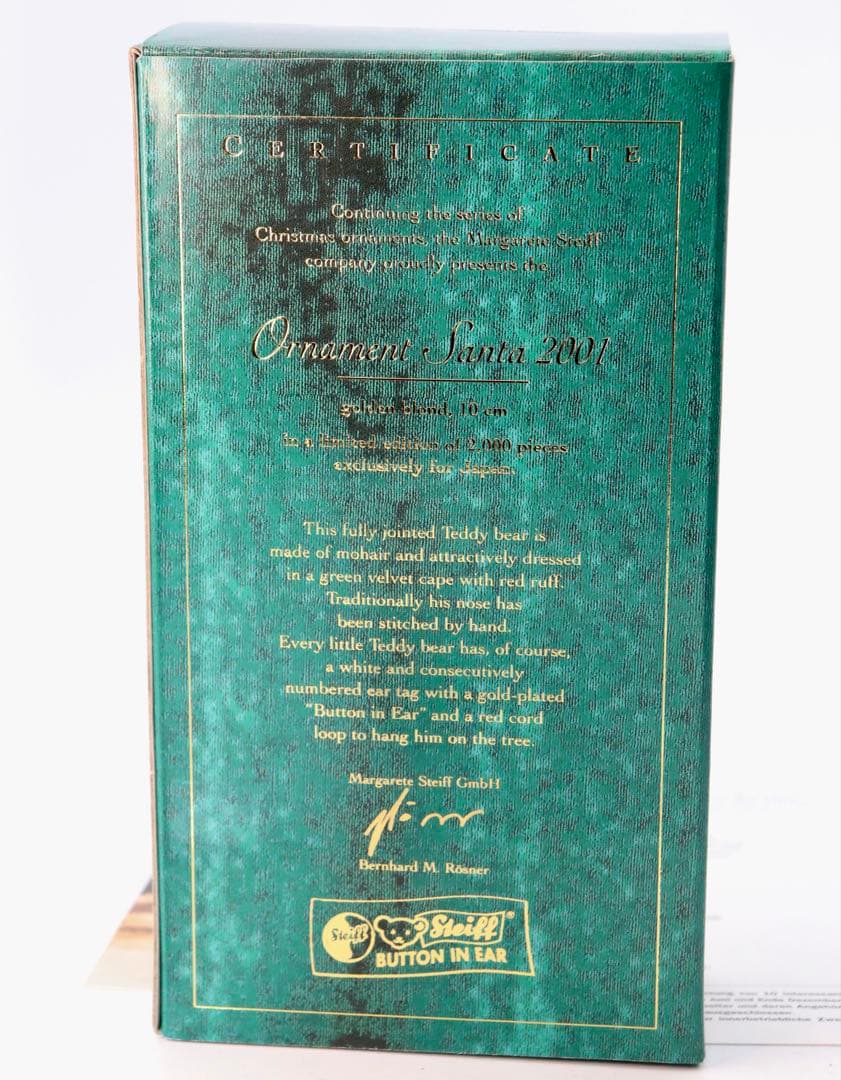 CERTIFICATE
Continuing the series of
Christmas ornaments, the Margarete Steiff
company proudly presents the
Ornament Santa 2001
golden blond, 10 cm
in a limited edition of 2,000 pieces
exclusively for Japan.
This fully jointed Teddy bear is
made of mohair and attractively dressed
in a green velvet cape with red ruff.
Traditionally his nose has
been stitched by hand.
Every little Teddy bear has, of course,
a white and consecutively
numbered ear tag with a gold-plated
"Button in Ear" and a red cord
loop to hang him on the tree.
Margarete Steiff GmbH
Bernhard M. Rösner
Steiff Steiff®
BUTTON IN EAR